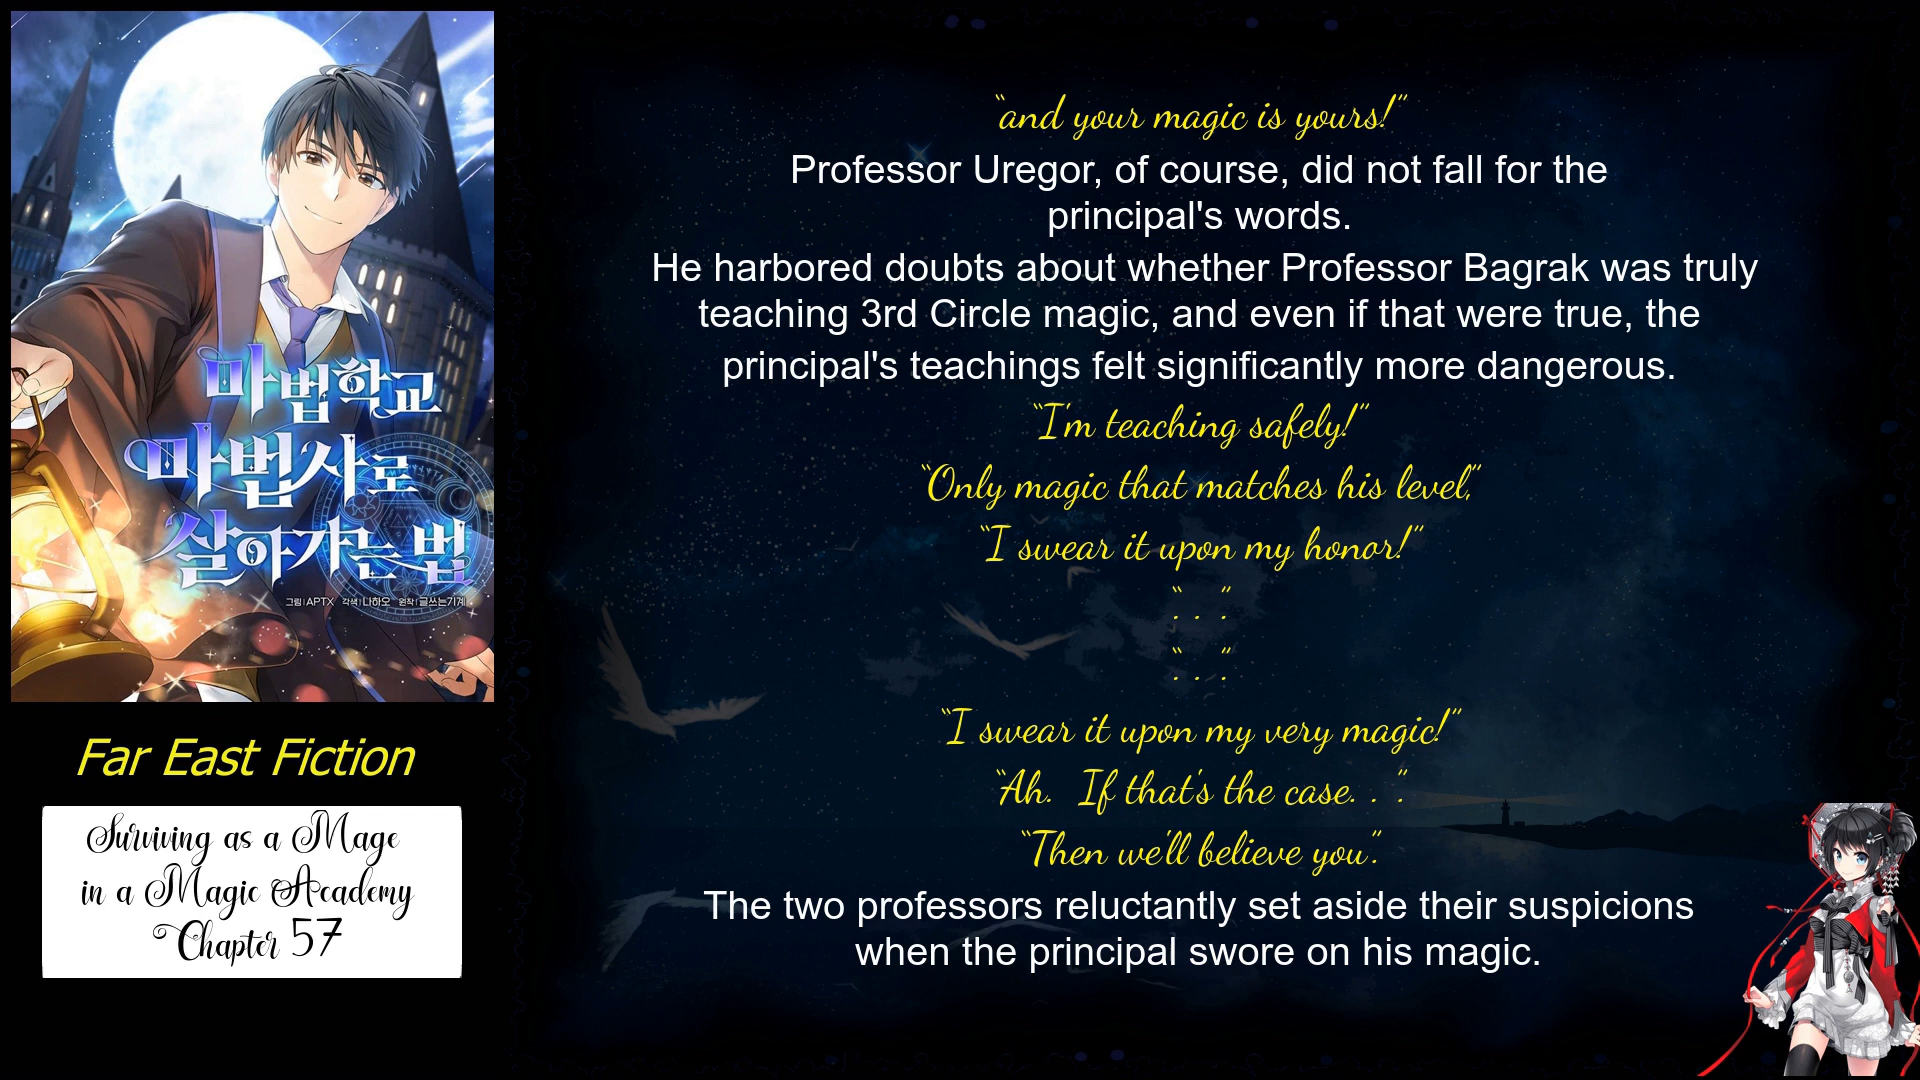 마법학교
마법사로
살아가는 법
그림|APTX 각색|나하오 원작|글쓰는기계
Far East Fiction
Surviving as a Mage
in a Magic Academy
Chapter 57
“and your magic is yours!”
Professor Uregor, of course, did not fall for the
principal's words.
He harbored doubts about whether Professor Bagrak was truly
teaching 3rd Circle magic, and even if that were true, the
principal's teachings felt significantly more dangerous.
“I'm teaching safely!”
“Only magic that matches his level,”
“I swear it upon my honor!”
“. . .”
“. . .”
“I swear it upon my very magic!”
“Ah.  If that's the case. . .”
“Then we'll believe you”.
The two professors reluctantly set aside their suspicions
when the principal swore on his magic.